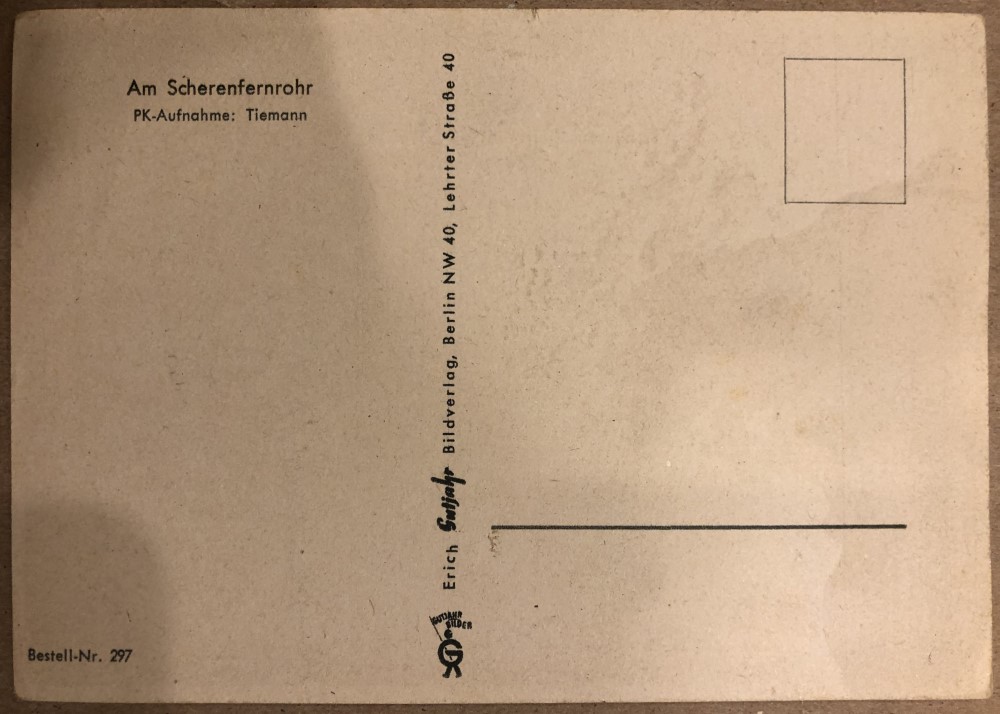 Am Scherenfernrohr
PK-Aufnahme: Tiemann
Erich Gutjahr Bildverlag, Berlin NW 40, Lehrter Straße 40
GUTJAHR
BILDER
G
Bestell-Nr. 297